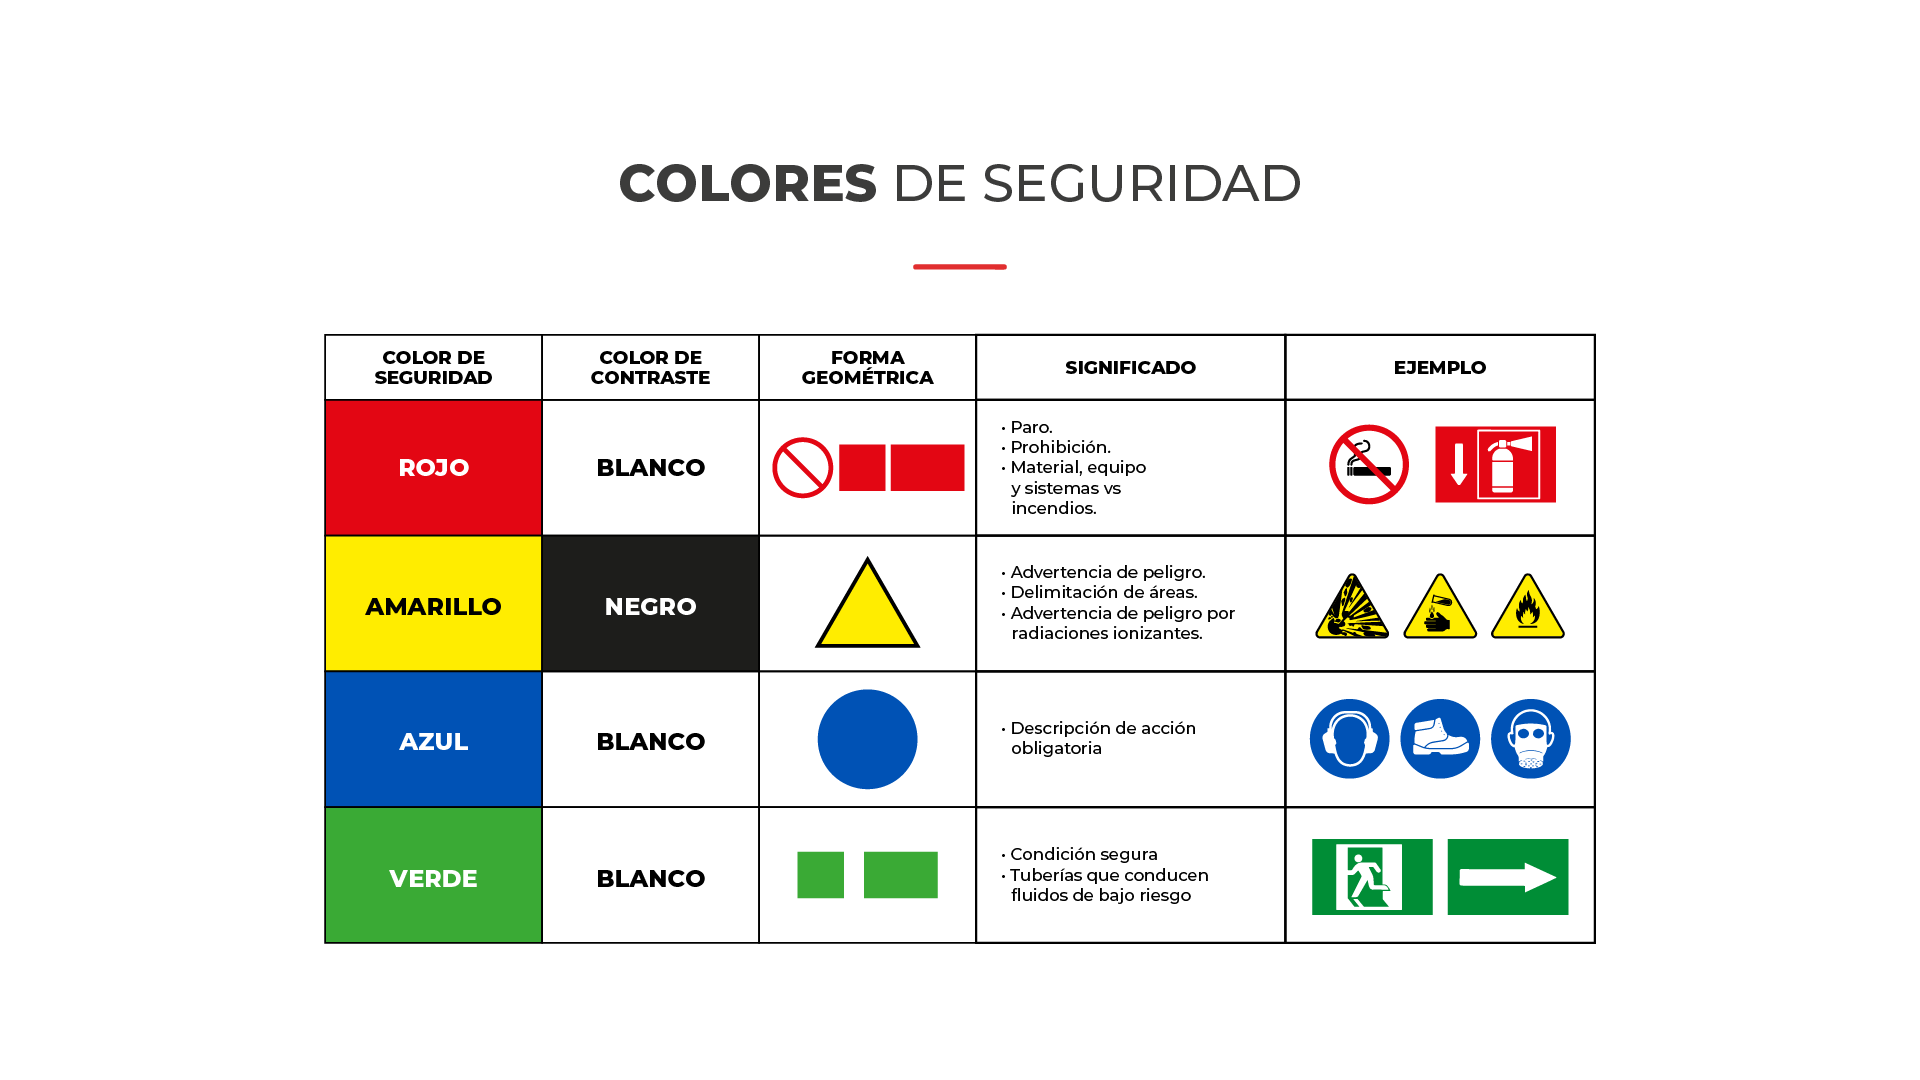 COLORES DE SEGURIDAD
COLOR DE
SEGURIDAD
COLOR DE
CONTRASTE
FORMA
GEOMÉTRICA
SIGNIFICADO
EJEMPLO
ROJO
BLANCO
• Paro.
• Prohibición.
• Material, equipo
y sistemas vs
incendios.
AMARILLO
NEGRO
• Advertencia de peligro.
• Delimitación de áreas.
• Advertencia de peligro por
radiaciones ionizantes.
AZUL
BLANCO
• Descripción de acción
obligatoria
VERDE
BLANCO
• Condición segura
• Tuberías que conducen
fluidos de bajo riesgo